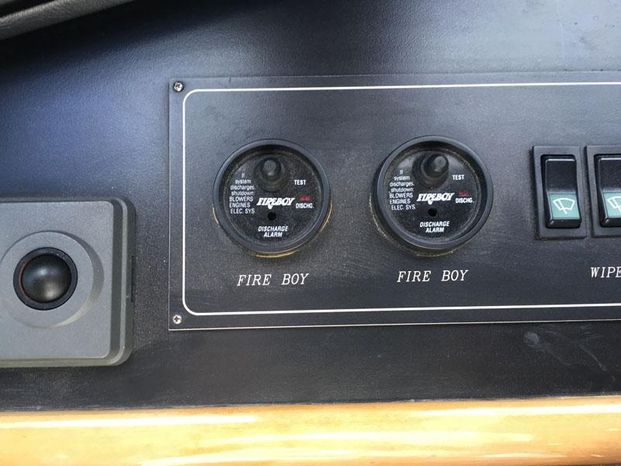 If
system
discharges,
shutdown:
BLOWERS
ENGINES
ELEC. SYS.
TEST
FIREBOY
DISCHG.
DISCHARGE
ALARM
FIRE BOY
If
system
discharges,
shutdown:
BLOWERS
ENGINES
ELEC. SYS.
TEST
FIREBOY
DISCHG.
DISCHARGE
ALARM
FIRE BOY
WIPE